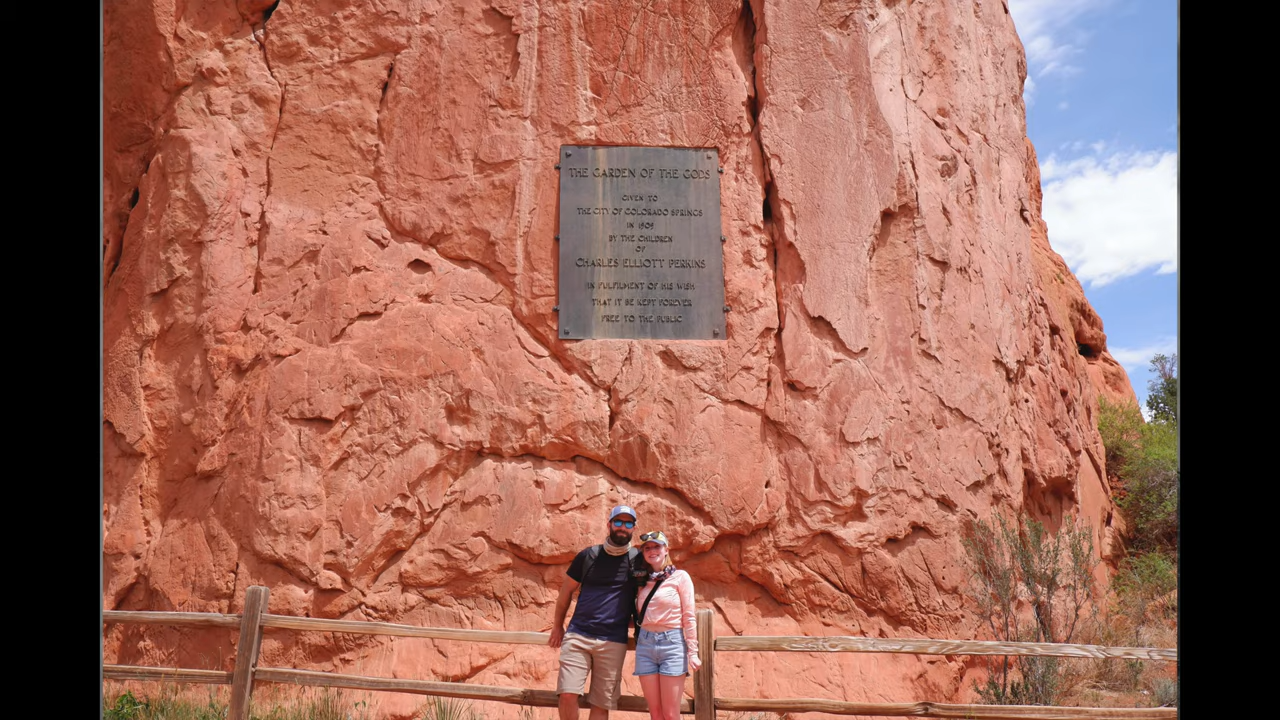 THE GARDEN OF THE GODS
GIVEN TO
THE CITY OF COLORADO SPRINGS
IN 1909
BY THE CHILDREN
OF
CHARLES ELLIOTT PERKINS
IN FULFILMENT OF HIS WISH
THAT IT BE KEPT FOREVER
FREE TO THE PUBLIC